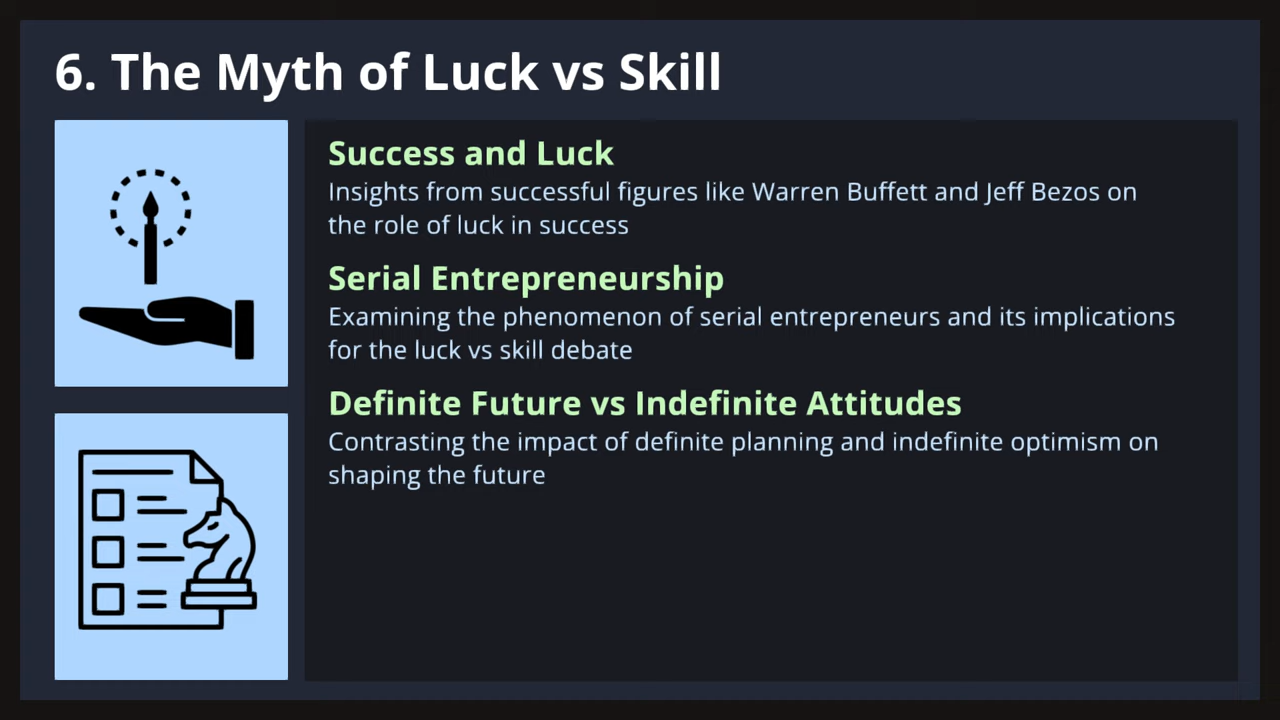 6. The Myth of Luck vs Skill
Success and Luck
Insights from successful figures like Warren Buffett and Jeff Bezos on
the role of luck in success
Serial Entrepreneurship
Examining the phenomenon of serial entrepreneurs and its implications
for the luck vs skill debate
Definite Future vs Indefinite Attitudes
Contrasting the impact of definite planning and indefinite optimism on
shaping the future